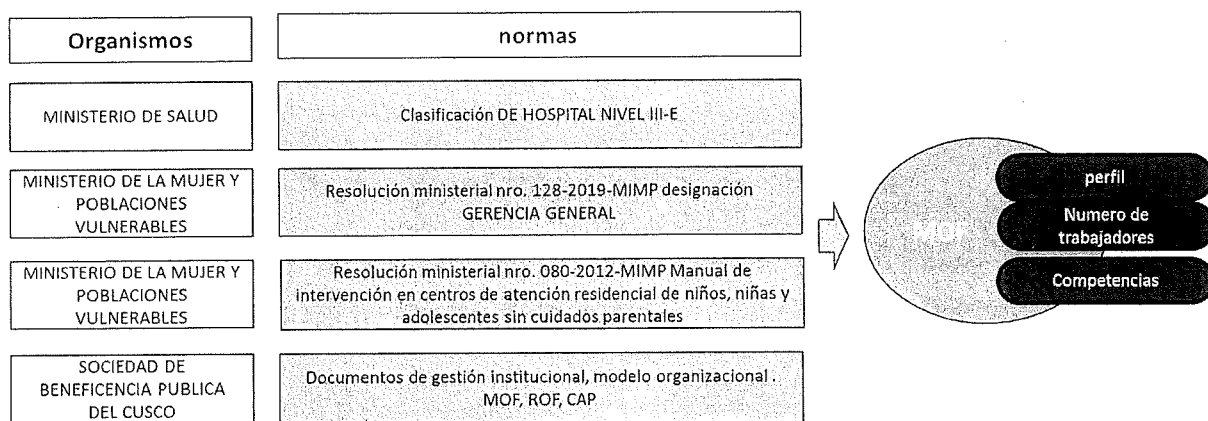 Organismos
normas
MINISTERIO DE SALUD
Clasificación DE HOSPITAL NIVEL III-E
MINISTERIO DE LA MUJER Y
POBLACIONES
VULNERABLES
Resolución ministerial nro. 128-2019-MIMP designación
GERENCIA GENERAL
MINISTERIO DE LA MUJER Y
POBLACIONES
VULNERABLES
Resolución ministerial nro. 080-2012-MIMP Manual de
intervención en centros de atención residencial de niños, niñas y
adolescentes sin cuidados parentales
SOCIEDAD DE
BENEFICENCIA PUBLICA
DEL CUSCO
Documentos de gestión institucional, modelo organizacional .
MOF, ROF, CAP
MOF
perfil
Numero de
trabajadores
Competencias